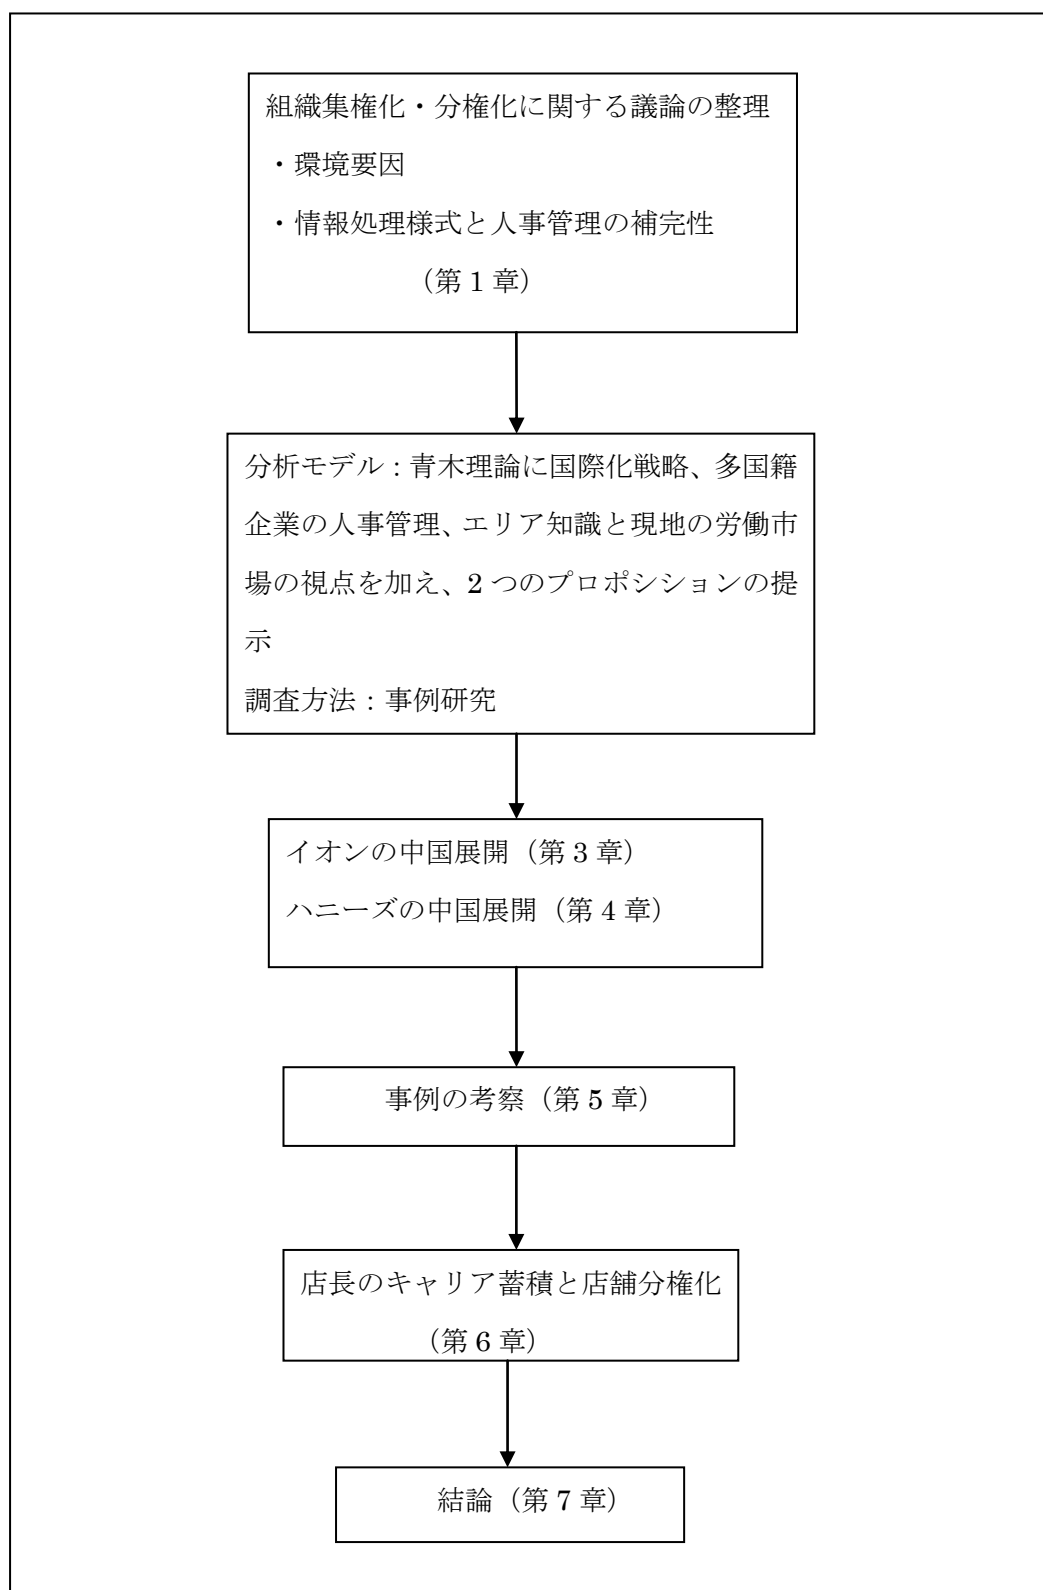 組織集権化・分権化に関する議論の整理
・環境要因
・情報処理様式と人事管理の補完性
（第 1 章）
分析モデル：青木理論に国際化戦略、多国籍
企業の人事管理、エリア知識と現地の労働市
場の視点を加え、2 つのプロポシションの提
示
調査方法：事例研究
イオンの中国展開（第 3 章）
ハニーズの中国展開（第 4 章）
事例の考察（第 5 章）
店長のキャリア蓄積と店舗分権化
（第 6 章）
結論（第 7 章）